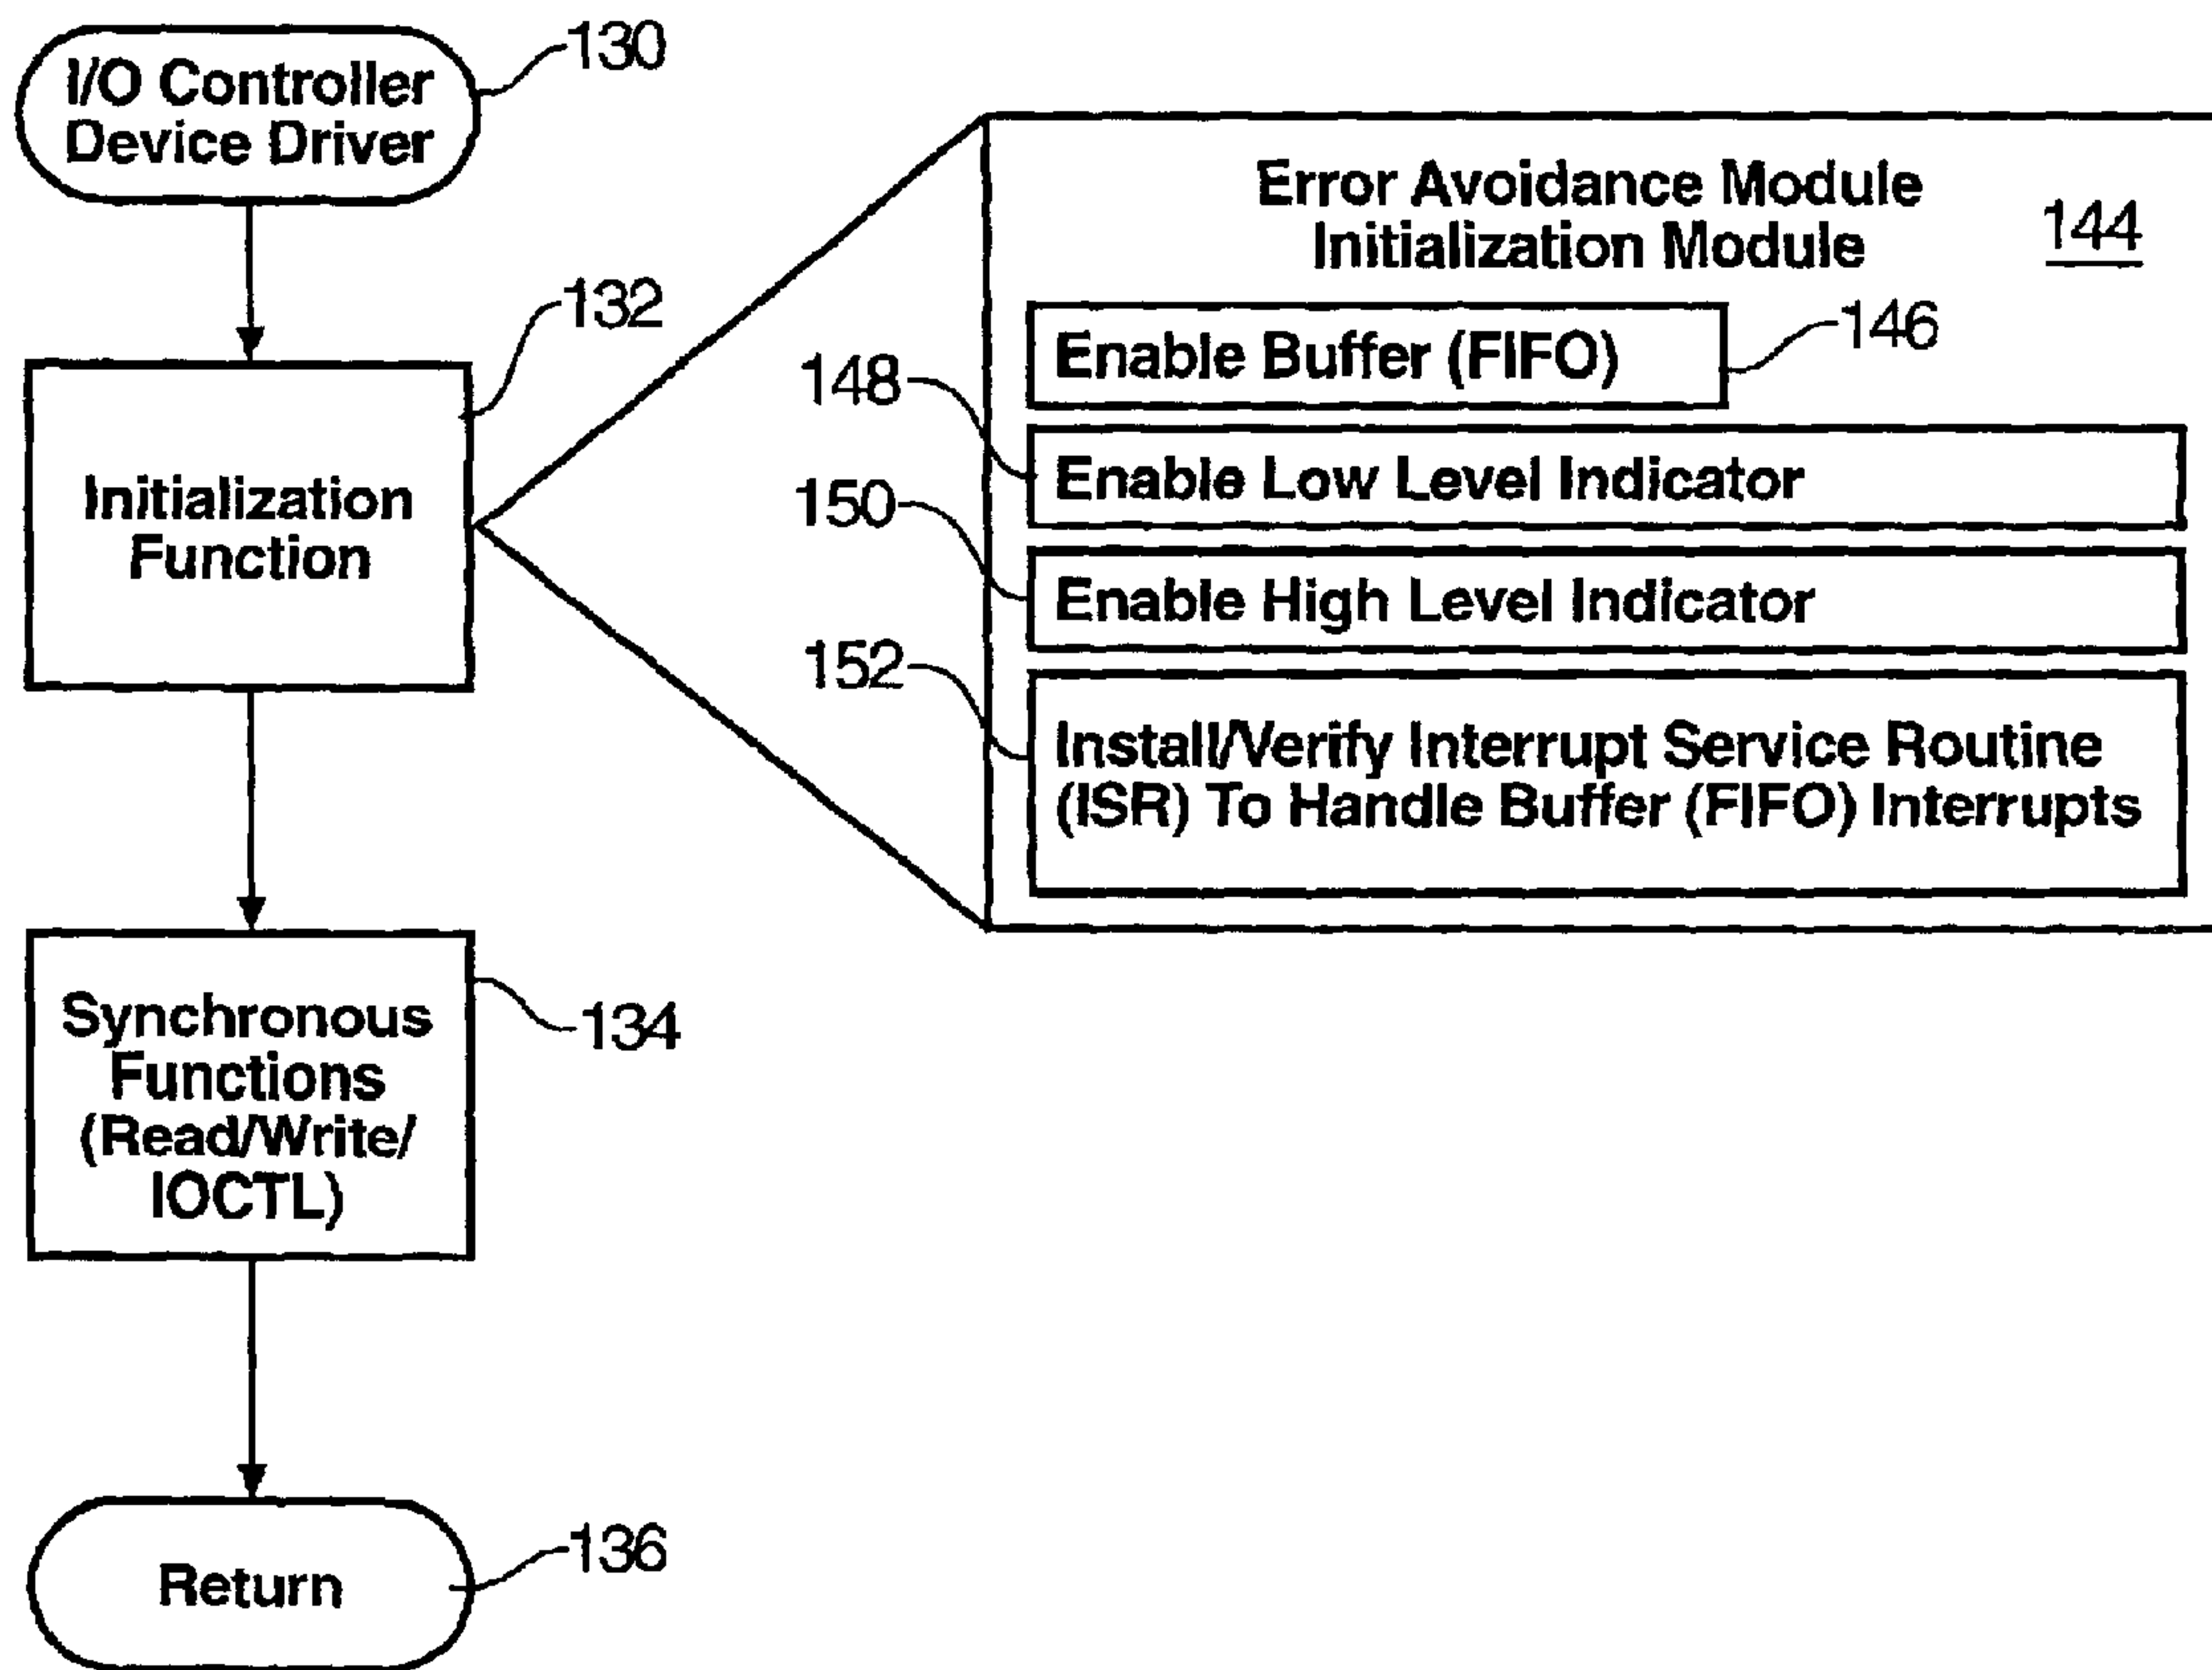 I/O Controller
Device Driver
130
Initialization
Function
132
Synchronous
Functions
(Read/Write/
IOCTL)
134
Return
136
Error Avoidance Module
Initialization Module
144
Enable Buffer (FIFO)
146
148
Enable Low Level Indicator
150
Enable High Level Indicator
152
Install/Verify Interrupt Service Routine
(ISR) To Handle Buffer (FIFO) Interrupts